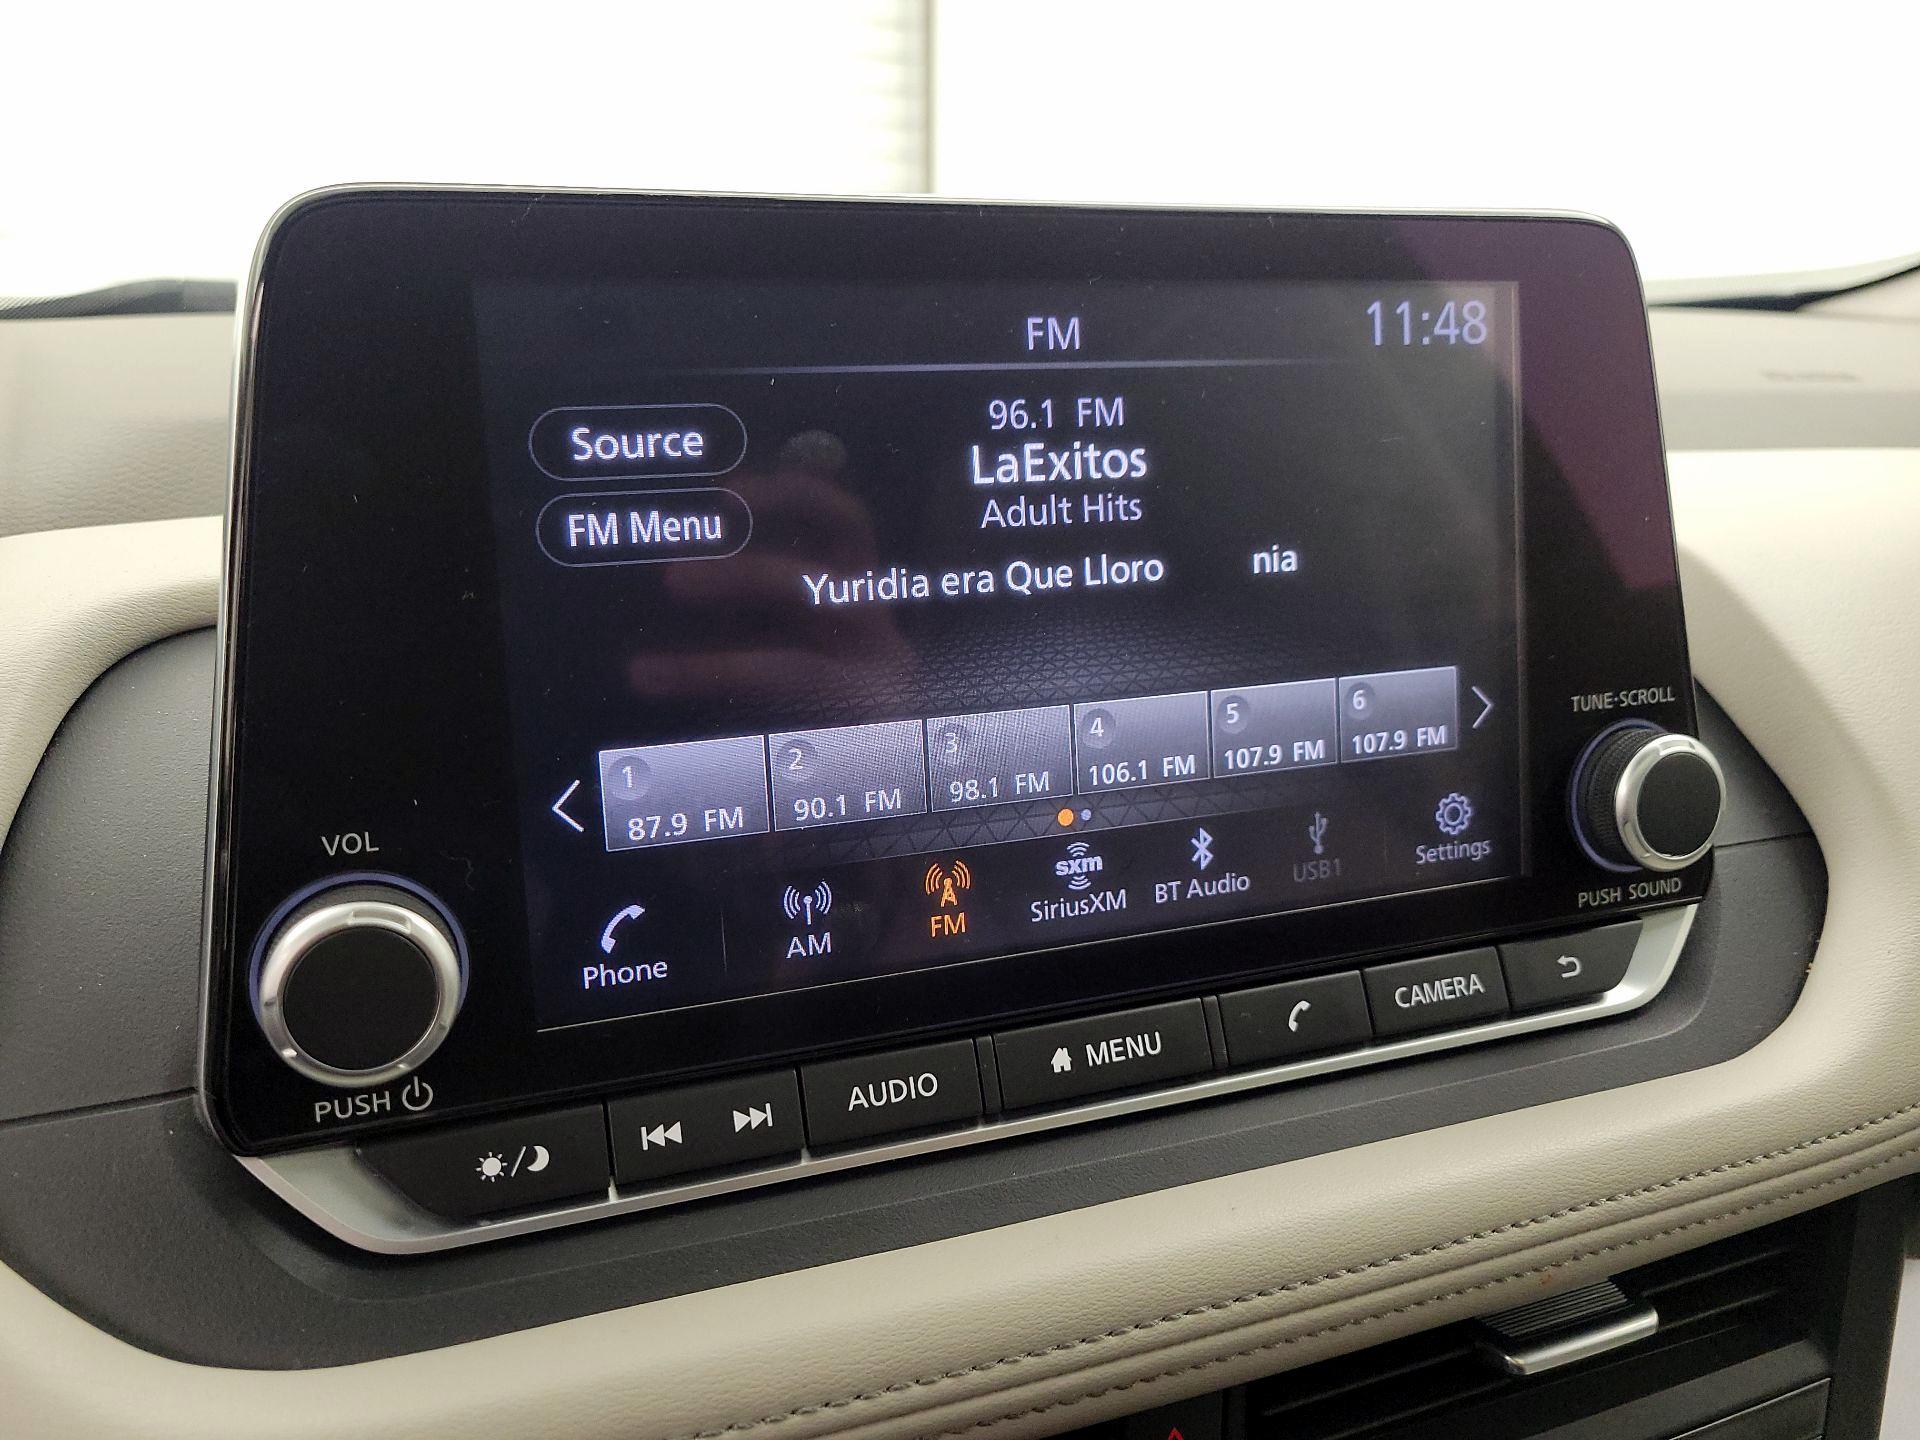 FM
11:48
Source
96.1 FM
LaExitos
FM Menu
Adult Hits
Yuridia era Que Lloro nia
1
87.9 FM
2
90.1 FM
3
98.1 FM
4
106.1 FM
5
107.9 FM
6
107.9 FM
TUNE·SCROLL
VOL
Phone
AM
FM
sxm
SiriusXM
BT Audio
USB1
Settings
PUSH SOUND
PUSH
AUDIO
MENU
CAMERA